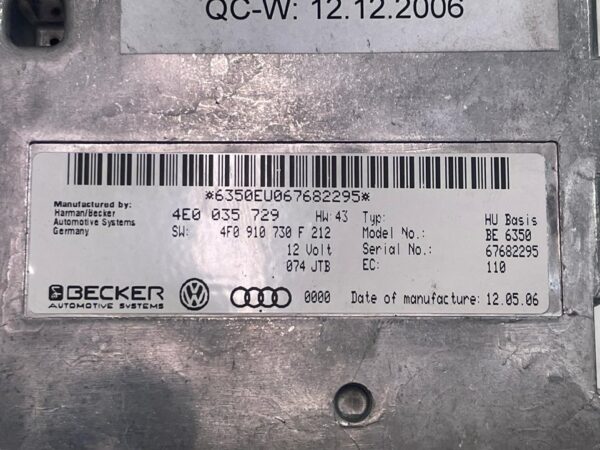 QC-W: 12.12.2006
*6350EU067682295*
Manufactured by:
Harman/Becker
Automotive Systems
Germany
4E0 035 729 HW: 43 Typ: HU Basis
SW: 4F0 910 730 F 212 Model No.: BE 6350
12 Volt Serial No.: 67682295
074 JTB EC: 110
BECKER
AUTOMOTIVE SYSTEMS
0000 Date of manufacture: 12.05.06